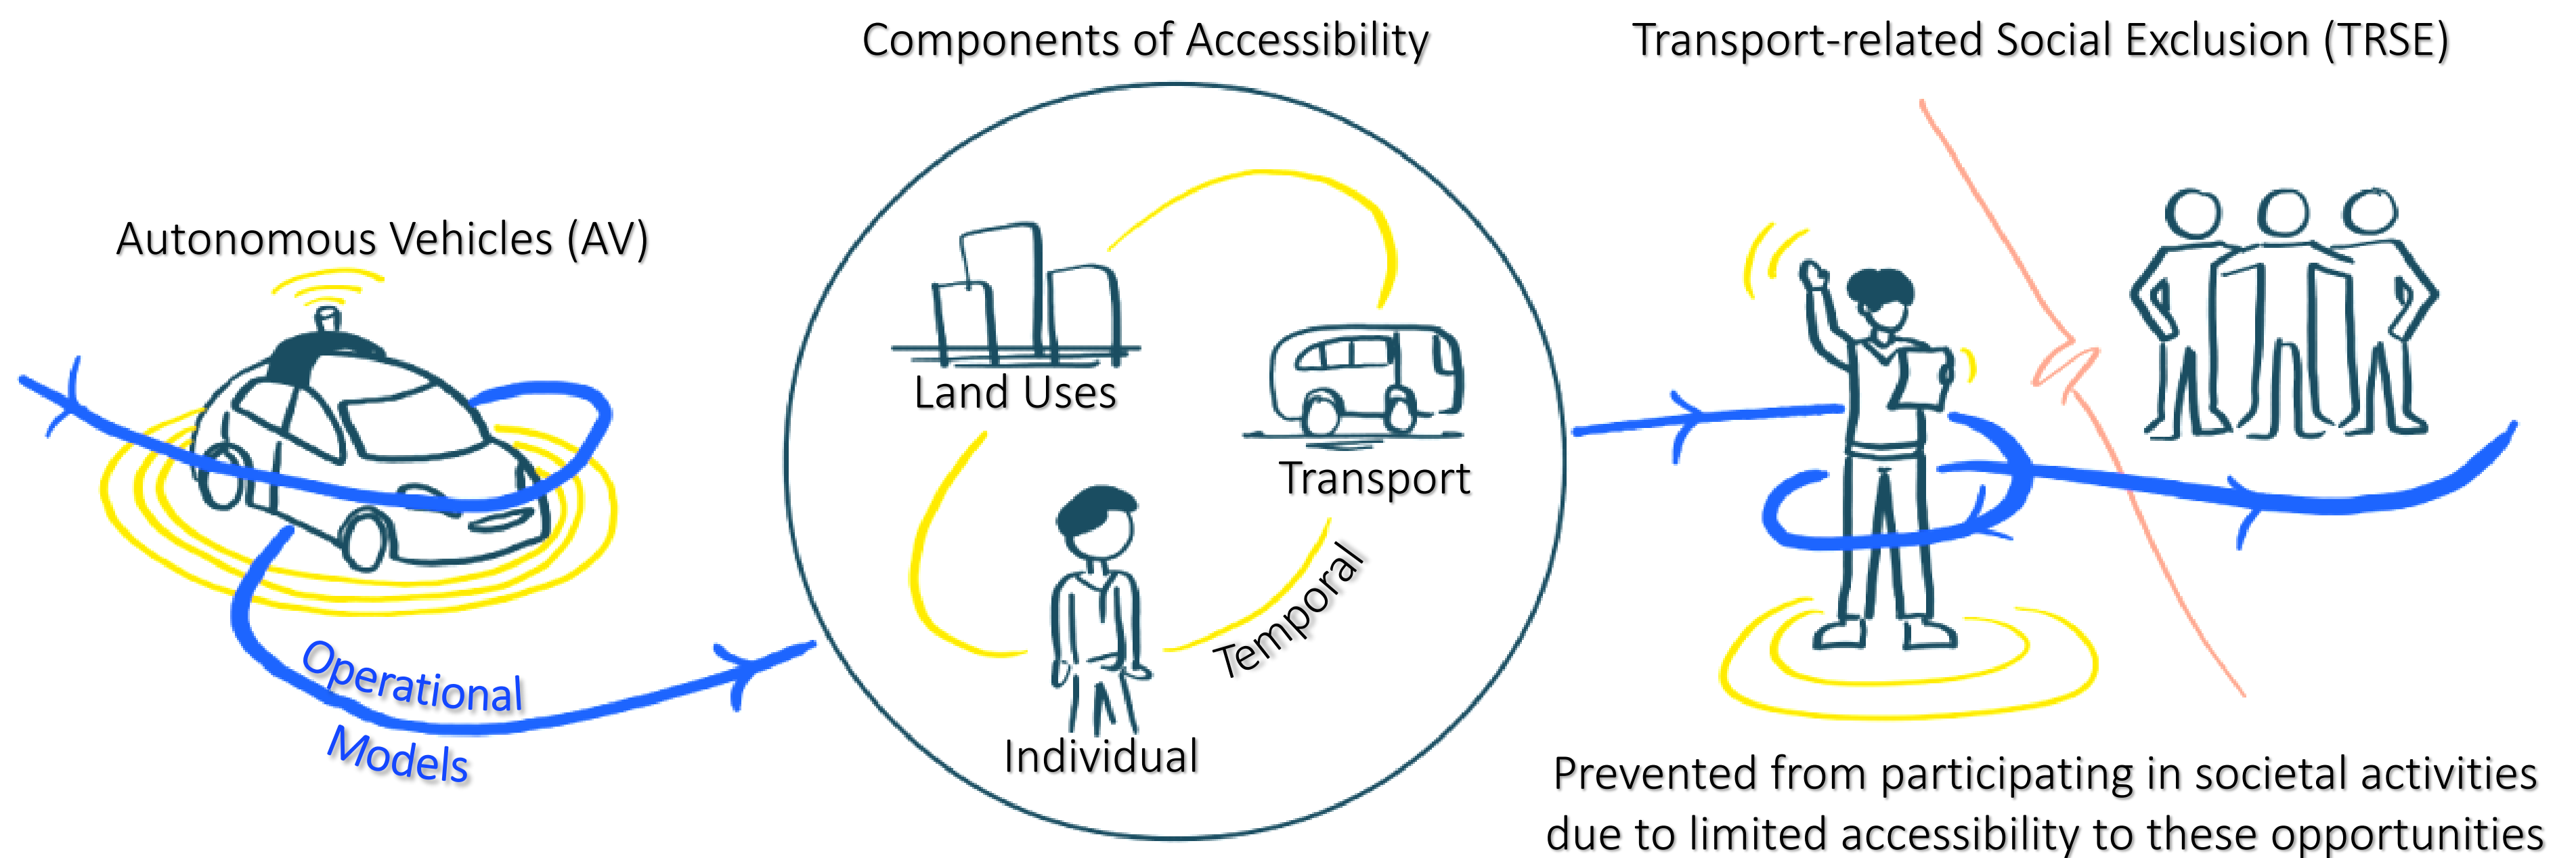 Autonomous Vehicles (AV)
Operational
Models
Components of Accessibility
Land Uses
Transport
Temporal
Individual
Transport-related Social Exclusion (TRSE)
Prevented from participating in societal activities
due to limited accessibility to these opportunities